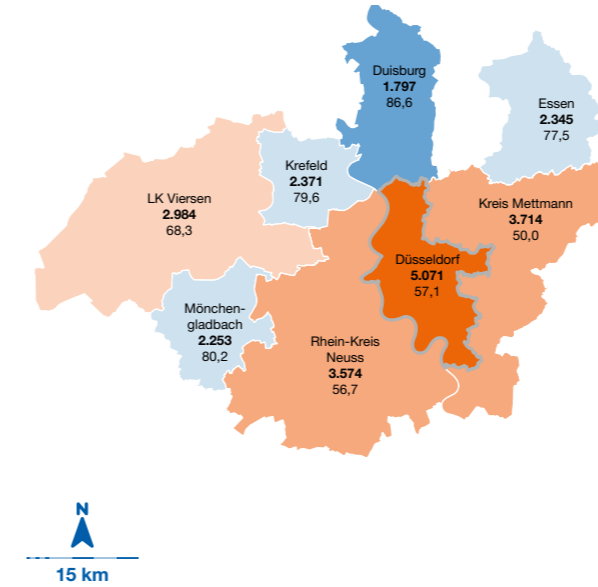 Duisburg
1.797
86,6
Essen
2.345
77,5
Krefeld
2.371
79,6
LK Viersen
2.984
68,3
Kreis Mettmann
3.714
50,0
Düsseldorf
5.071
57,1
Mönchen-
gladbach
2.253
80,2
Rhein-Kreis
Neuss
3.574
56,7
N
15 km